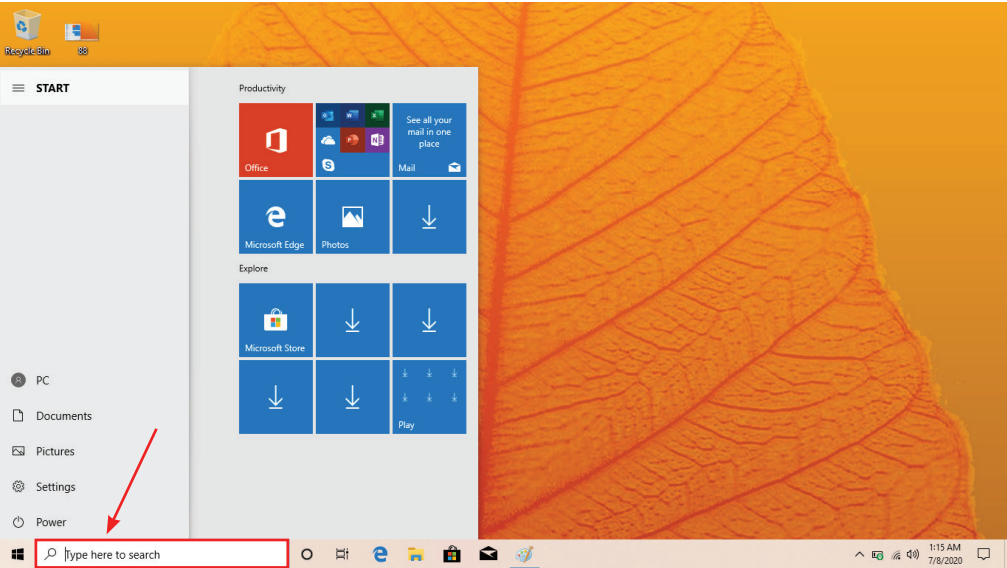 Recycle Bin
88
START
Productivity
Office
See all your
mail in one
place
Mail
Microsoft Edge
Photos
Explore
Microsoft Store
Play
PC
Documents
Pictures
Settings
Power
Type here to search
1:15 AM
7/8/2020